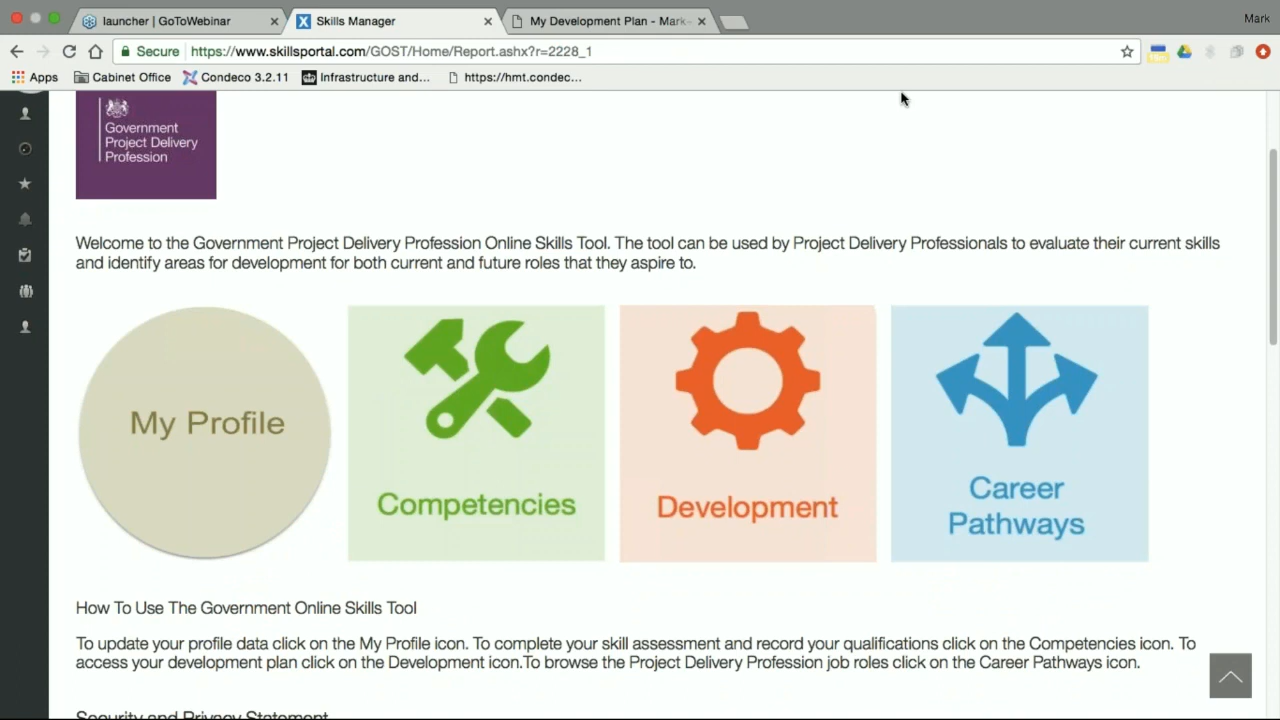 launcher | GoToWebinar
Skills Manager
My Development Plan - Mark-
Mark
Secure
https://www.skillsportal.com/GOST/Home/Report.ashx?r=2228_1
Apps
Cabinet Office
Condeco 3.2.11
Infrastructure and...
https://hmt.condec...
Government
Project Delivery
Profession
Welcome to the Government Project Delivery Profession Online Skills Tool. The tool can be used by Project Delivery Professionals to evaluate their current skills
and identify areas for development for both current and future roles that they aspire to.
My Profile
Competencies
Development
Career
Pathways
How To Use The Government Online Skills Tool
To update your profile data click on the My Profile icon. To complete your skill assessment and record your qualifications click on the Competencies icon. To
access your development plan click on the Development icon.To browse the Project Delivery Profession job roles click on the Career Pathways icon.
Security and Privacy Statement